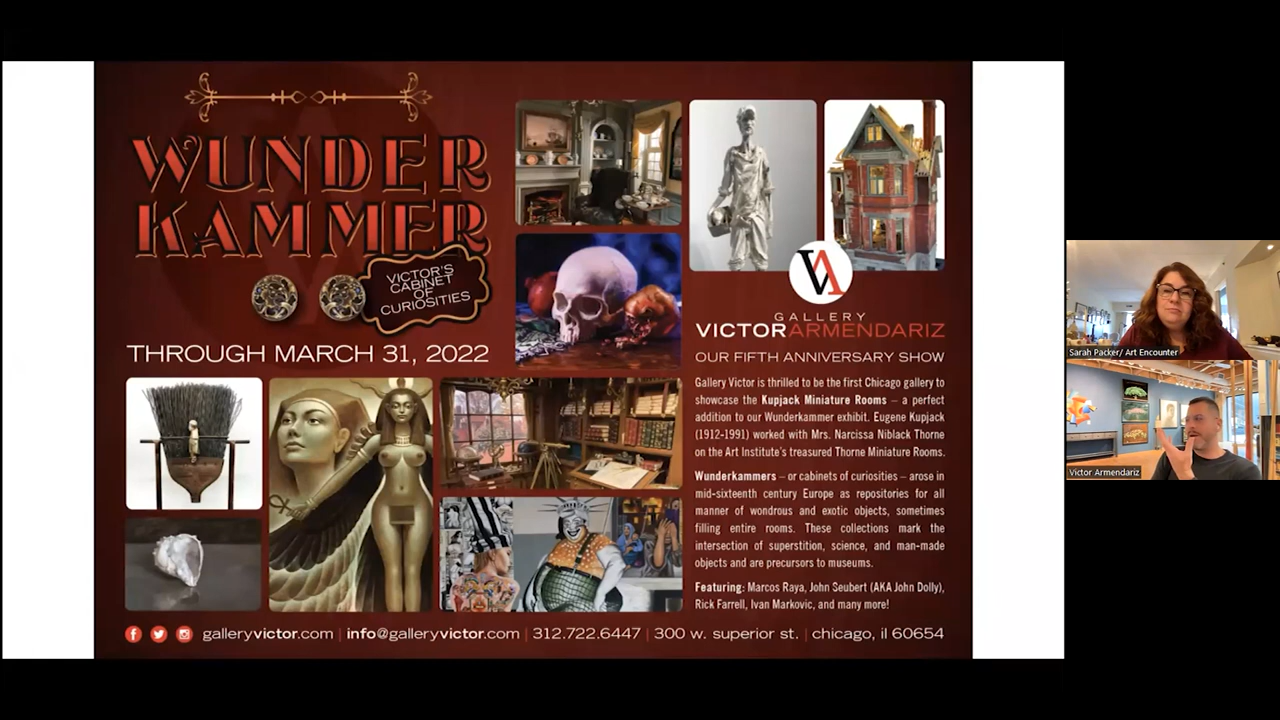 WUNDER
KAMMER
VICTOR'S
CABINET
OF
CURIOSITIES
THROUGH MARCH 31, 2022
VA
GALLERY
VICTORARMENDARIZ
OUR FIFTH ANNIVERSARY SHOW
Gallery Victor is thrilled to be the first Chicago gallery to
showcase the Kupjack Miniature Rooms – a perfect
addition to our Wunderkammer exhibit. Eugene Kupjack
(1912-1991) worked with Mrs. Narcissa Niblack Thorne
on the Art Institute's treasured Thorne Miniature Rooms.
Wunderkammers – or cabinets of curiosities – arose in
mid-sixteenth century Europe as repositories for all
manner of wondrous and exotic objects, sometimes
filling entire rooms. These collections mark the
intersection of superstition, science, and man-made
objects and are precursors to museums.
Featuring: Marcos Raya, John Seubert (AKA John Dolly),
Rick Farrell, Ivan Markovic, and many more!
galleryvictor.com | info@galleryvictor.com | 312.722.6447 | 300 w. superior st. | chicago, il 60654
Sarah Packer/ Art Encounter
Victor Armendariz